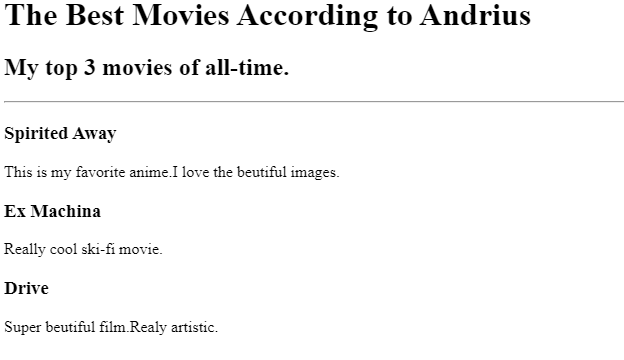 The Best Movies According to Andrius
My top 3 movies of all-time.
Spirited Away
This is my favorite anime.I love the beutiful images.
Ex Machina
Really cool ski-fi movie.
Drive
Super beutiful film.Realy artistic.